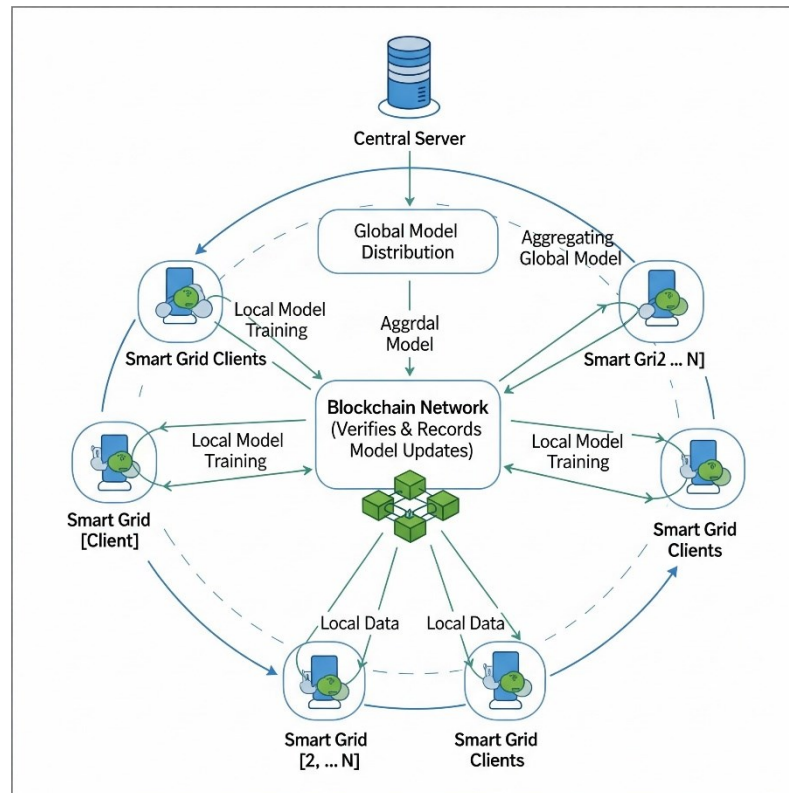 Central Server
Global Model
Distribution
Aggregating
Global Model
Local Model
Training
Smart Grid Clients
Aggrdal
Model
Smart Gri2 ... N]
Blockchain Network
(Verifies & Records
Model Updates)
Local Model
Training
Local Model
Training
Smart Grid
[Client]
Smart Grid
Clients
Local Data
Local Data
Smart Grid
[2, ... N]
Smart Grid
Clients